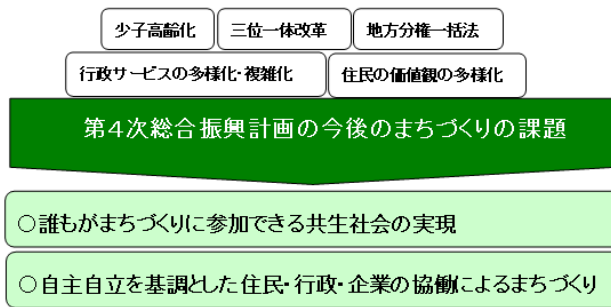 少子高齢化 三位一体改革 地方分権一括法
行政サービスの多様化・複雑化 住民の価値観の多様化
第4次総合振興計画の今後のまちづくりの課題
○誰もがまちづくりに参加できる共生社会の実現
○自主自立を基調とした住民・行政・企業の協働によるまちづくり